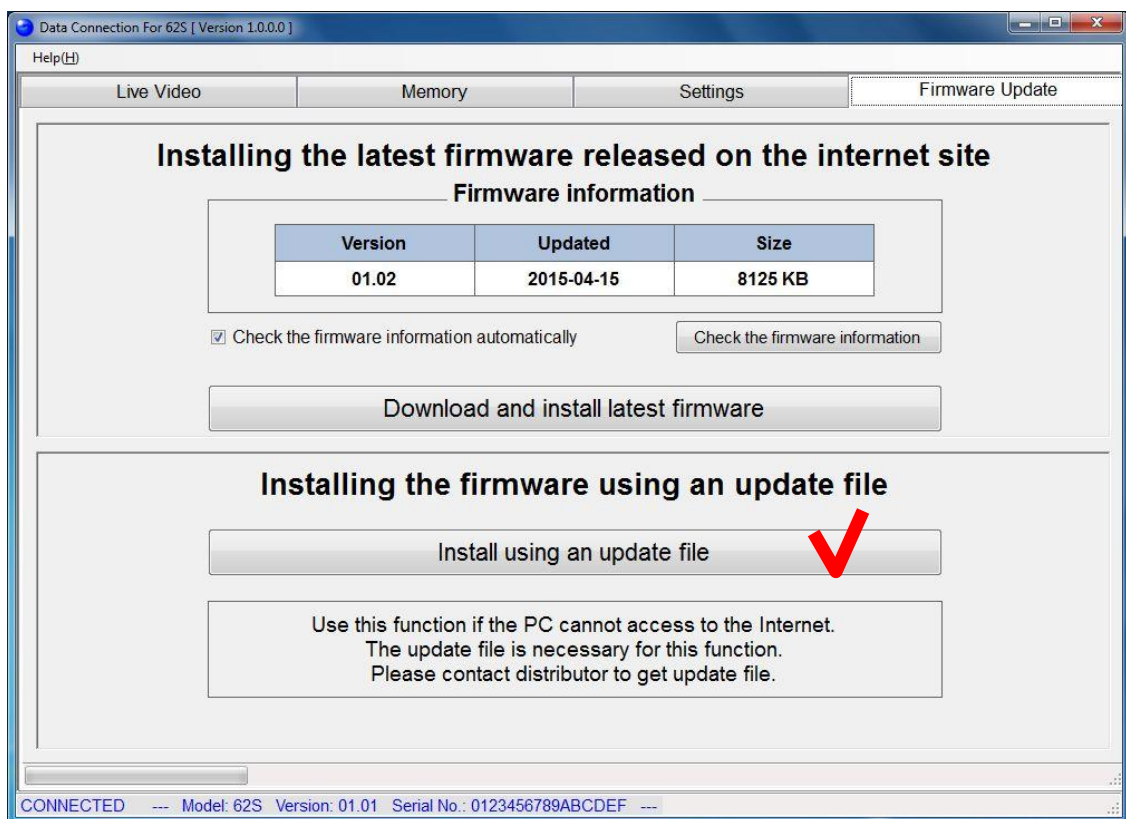 Data Connection For 62S [ Version 1.0.0.0 ]
Help(H)
Live Video Memory Settings Firmware Update
Installing the latest firmware released on the internet site
Firmware information
Version Updated Size
01.02 2015-04-15 8125 KB
Check the firmware information automatically Check the firmware information
Download and install latest firmware
Installing the firmware using an update file
Install using an update file
Use this function if the PC cannot access to the Internet.
The update file is necessary for this function.
Please contact distributor to get update file.
CONNECTED --- Model: 62S Version: 01.01 Serial No.: 0123456789ABCDEF ---